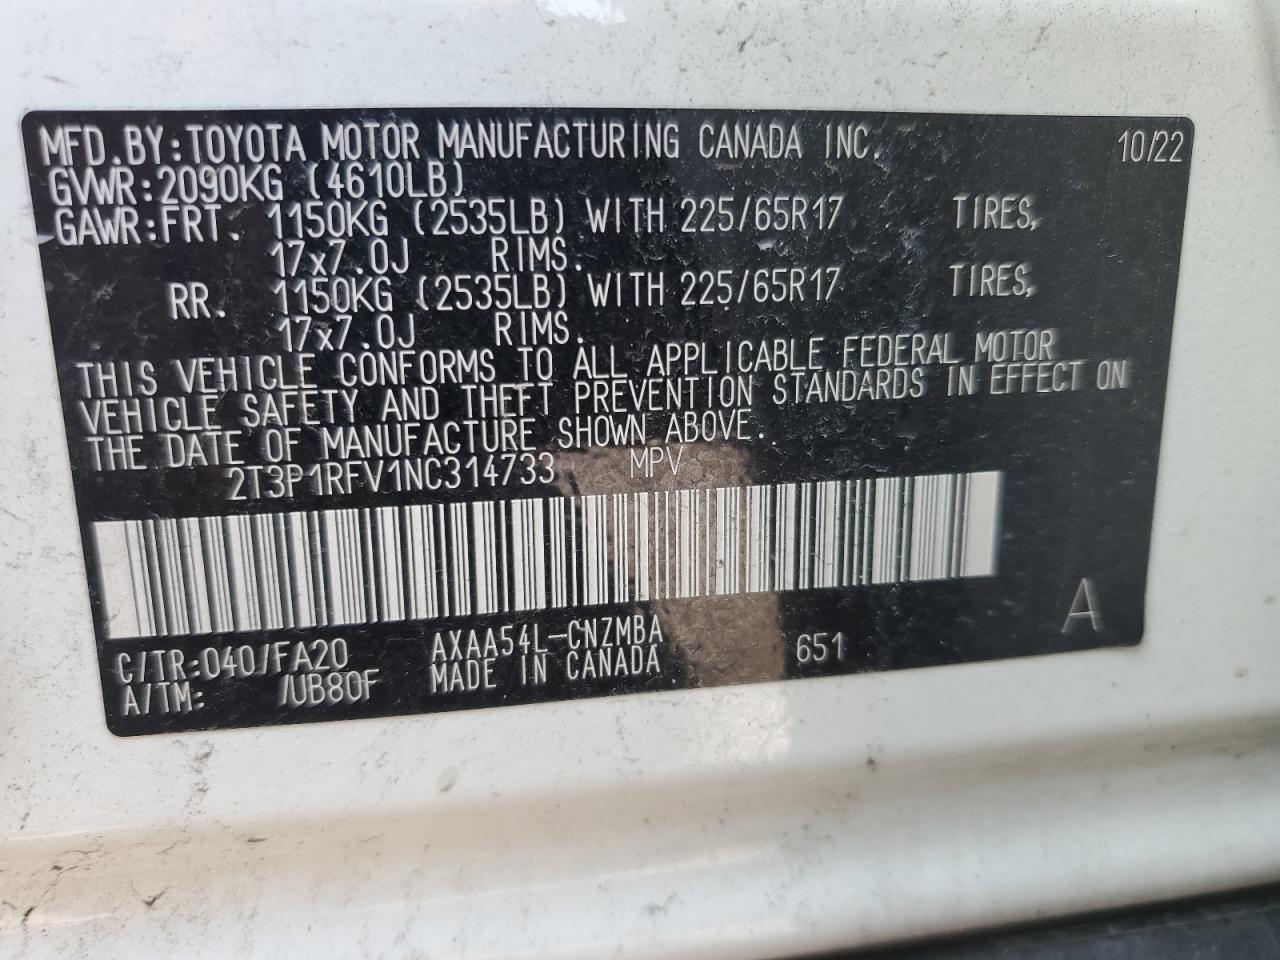 MFD.BY:TOYOTA MOTOR MANUFACTURING CANADA INC. 10/22
GVWR:2090KG (4610LB)
GAWR:FRT. 1150KG (2535LB) WITH 225/65R17 TIRES,
17x7.0J RIMS.
RR. 1150KG (2535LB) WITH 225/65R17 TIRES,
17x7.0J RIMS.
THIS VEHICLE CONFORMS TO ALL APPLICABLE FEDERAL MOTOR
VEHICLE SAFETY AND THEFT PREVENTION STANDARDS IN EFFECT ON
THE DATE OF MANUFACTURE SHOWN ABOVE.
2T3P1RFV1NC314733 MPV
C/TR:040/FA20 AXAA54L-CNZMBA 651 A
A/TM: /UB80F MADE IN CANADA